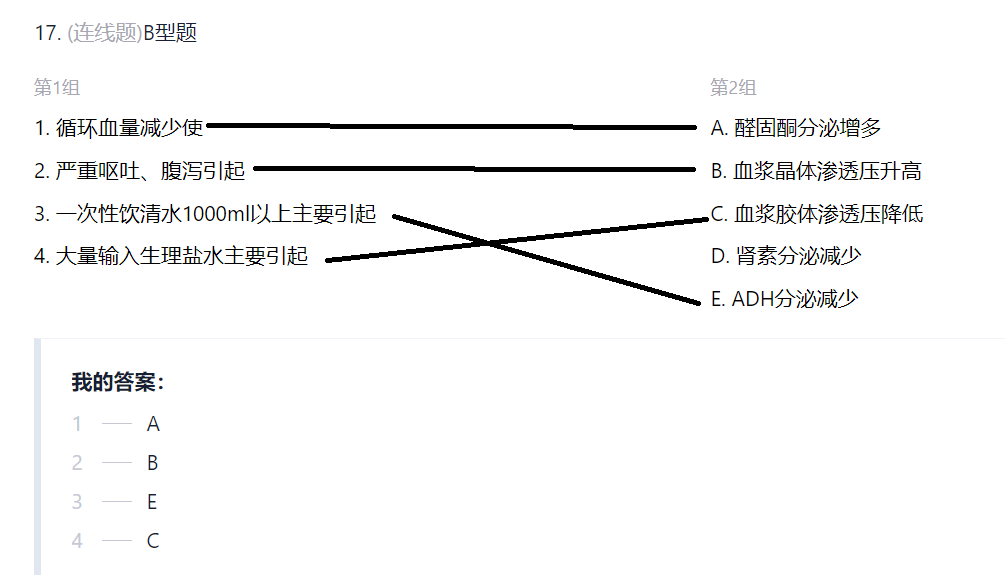 17. (连线题)B型题
第1组
第2组
1. 循环血量减少使
A. 醛固酮分泌增多
2. 严重呕吐、腹泻引起
B. 血浆晶体渗透压升高
3. 一次性饮清水1000ml以上主要引起
C. 血浆胶体渗透压降低
4. 大量输入生理盐水主要引起
D. 肾素分泌减少
E. ADH分泌减少
我的答案：
1 — A
2 — B
3 — E
4 — C